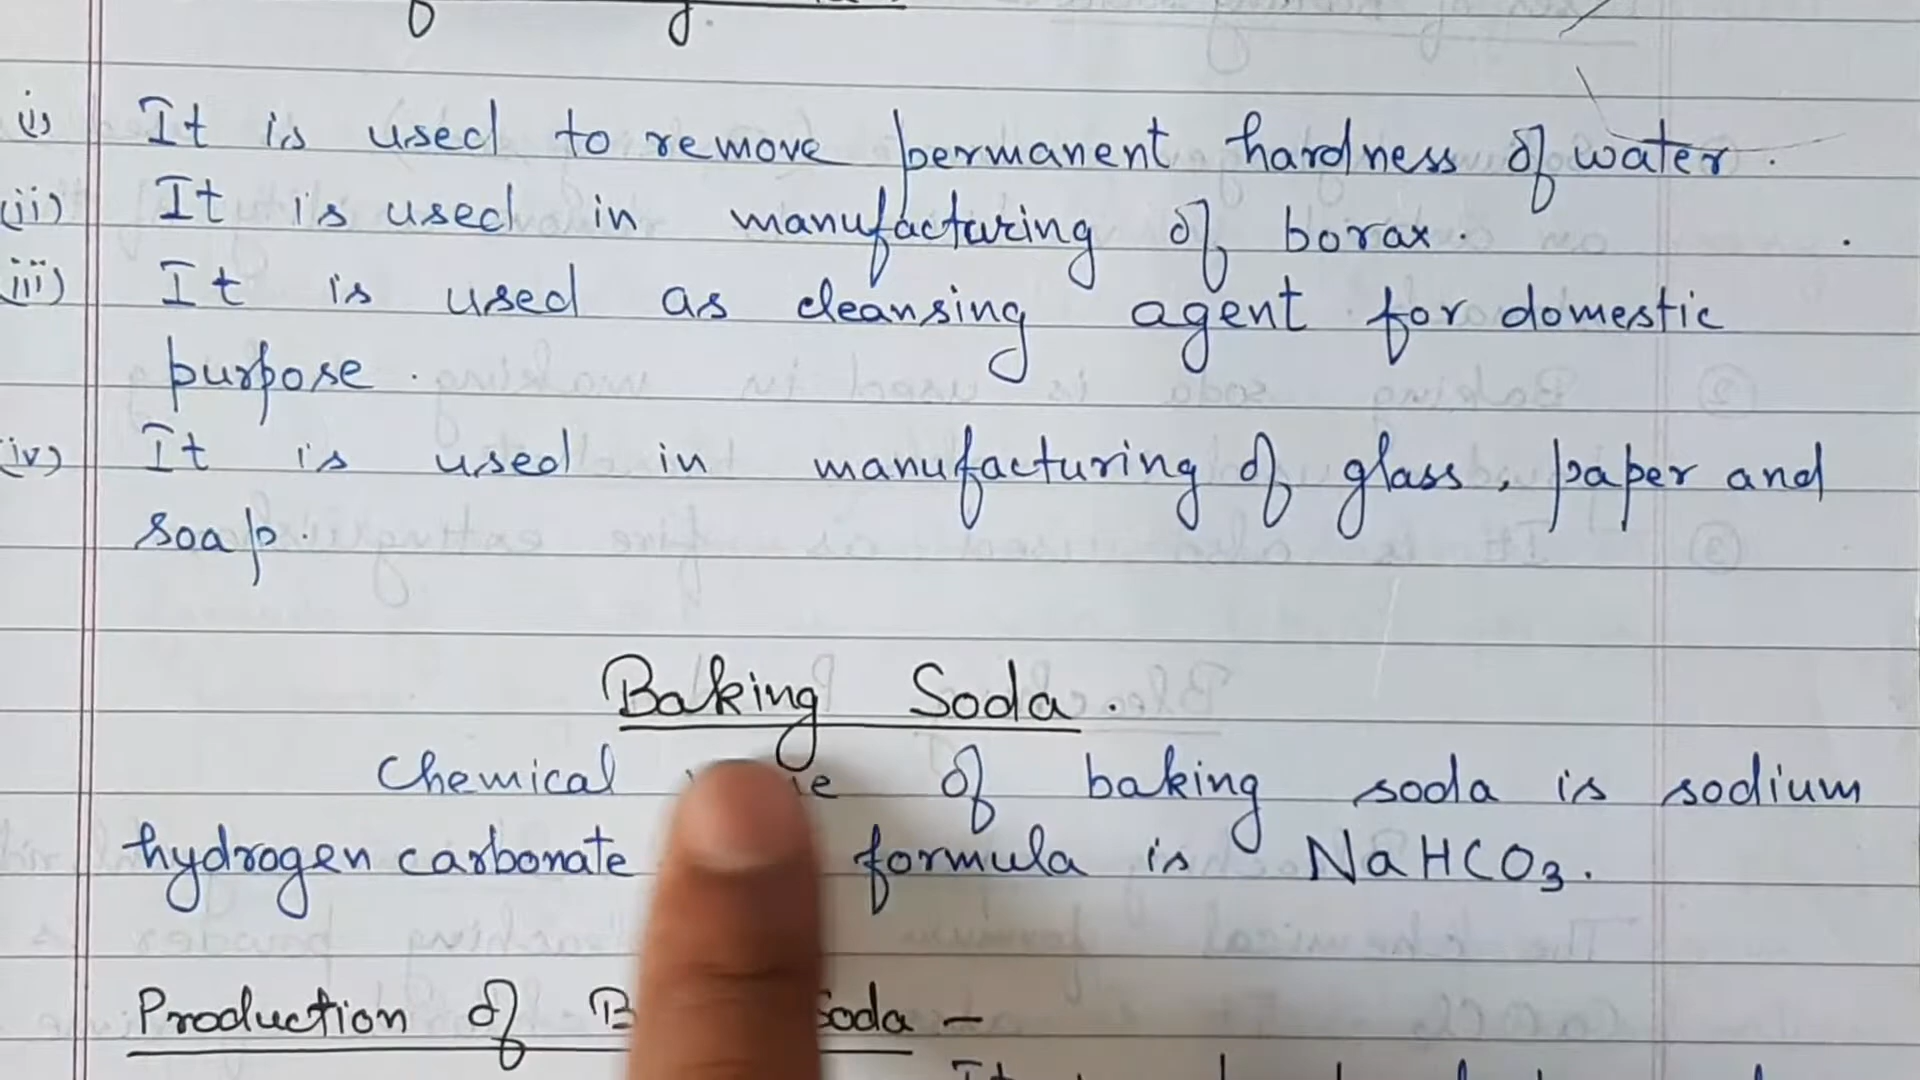 (i) It is used to remove permanent hardness of water.
(ii) It is used in manufacturing of borax.
(iii) It is used as cleansing agent for domestic
purpose.
(iv) It is used in manufacturing of glass, paper and
soap.
Baking Soda.
Chemical of baking soda is sodium
hydrogen carbonate formula is NaHCO3.
Production of Soda -
It